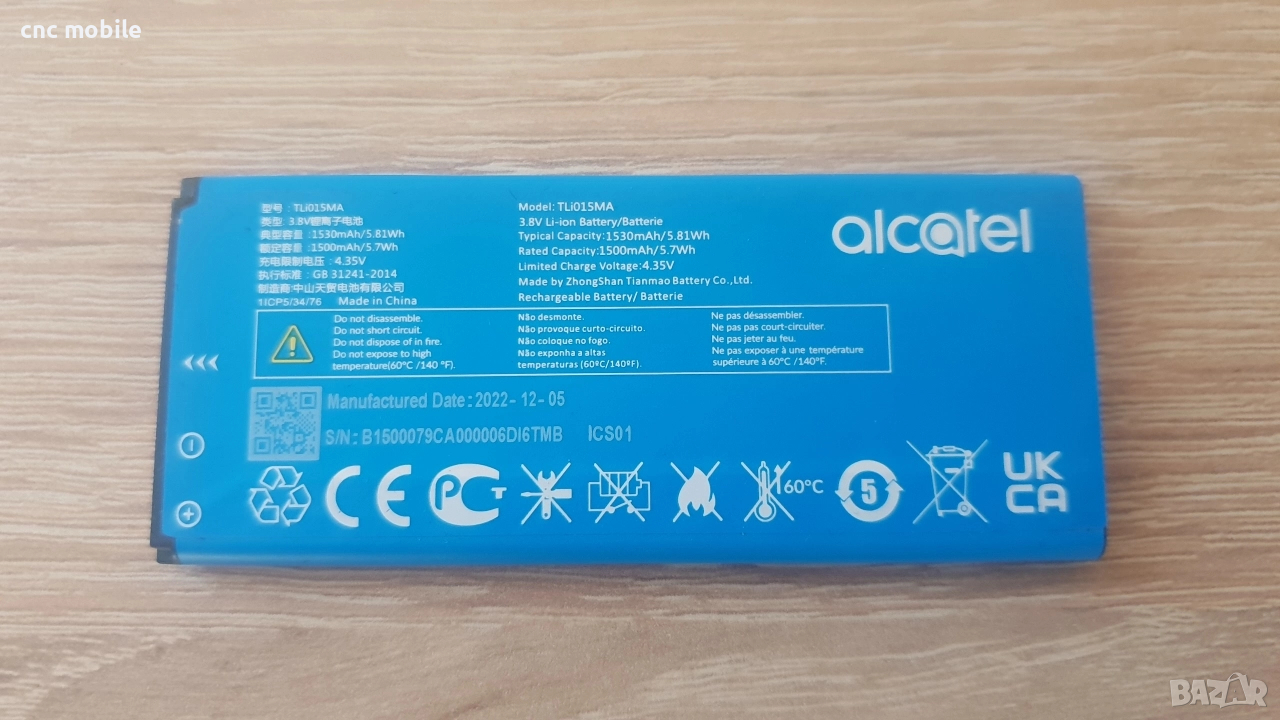 cnc mobile
型号: TLi015MA
类型: 3.8V锂离子电池
典型容量: 1530mAh/5.81Wh
额定容量: 1500mAh/5.7Wh
充电限制电压: 4.35V
执行标准: GB 31241-2014
制造商: 中山天贸电池有限公司
1ICP5/34/76 Made in China
Model: TLi015MA
3.8V Li-ion Battery/Batterie
Typical Capacity:1530mAh/5.81Wh
Rated Capacity:1500mAh/5.7Wh
Limited Charge Voltage:4.35V
Made by ZhongShan Tianmao Battery Co.,Ltd.
Rechargeable Battery/ Batterie
alcatel
Do not disassemble.
Do not short circuit.
Do not dispose of in fire.
Do not expose to high
temperature(60°C /140 °F).
Não desmonte.
Não provoque curto-circuito.
Não coloque no fogo.
Não exponha a altas
temperaturas (60ºC/140ºF).
Ne pas désassembler.
Ne pas court-circuiter.
Ne pas jeter au feu.
Ne pas exposer à une température
supérieure à 60°C /140°F
Manufactured Date: 2022-12-05
S/N: B1500079CA000006DI6TMB ICS01
CE PCT 60°C 5 UK
CA
BAZAR